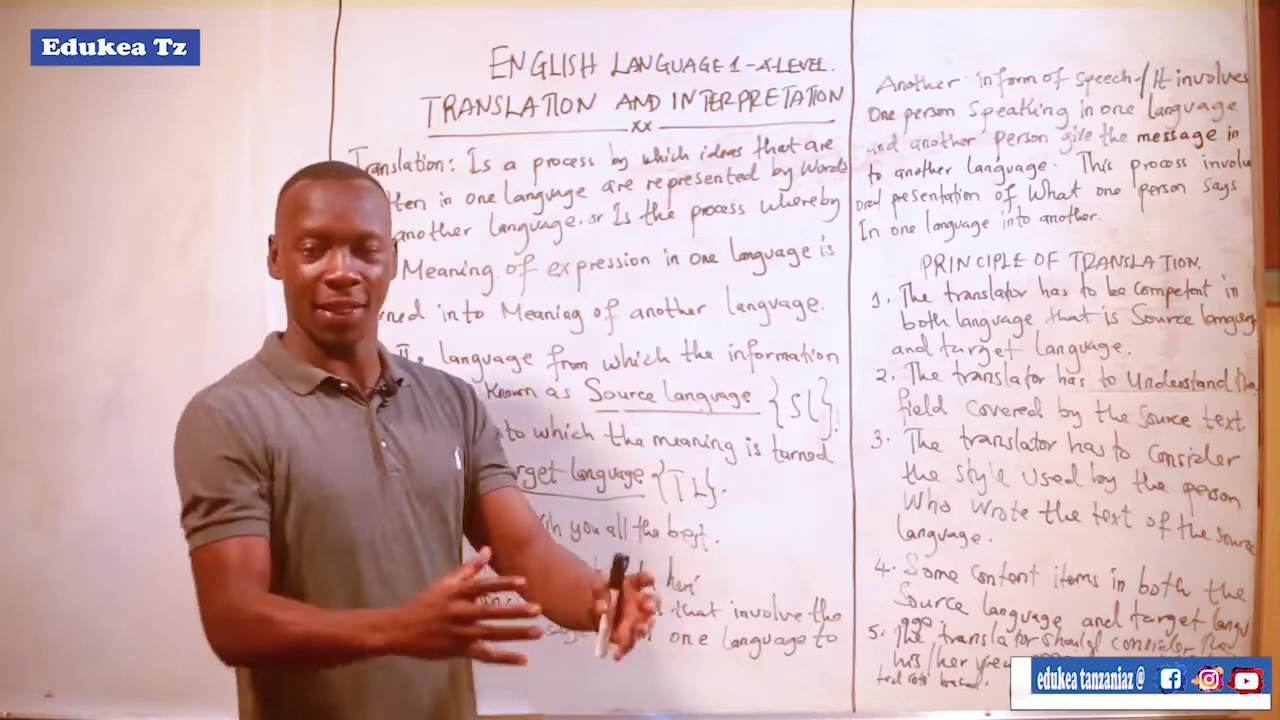 Edukea Tz
ENGLISH LANGUAGE 1 - A-LEVEL.
TRANSLATION AND INTERPRETATION
XX
Translation: Is a process by which ideas that are
in one language are represented by Words
another language. or Is the process whereby
Meaning of expression in one language is
into Meaning of another language.
language from which the information
Known as Source Language {SL}.
to which the meaning is turned
language {TL}.
you all the best.
that involve the
one language to
Another in form of speech / It involves
One person Speaking in one language
and another person give the message in
to another language. This process involve
oral presentation of What one person says
In one language into another.
PRINCIPLE OF TRANSLATION.
1. The translator has to be competent in
both language that is Source language
and target language.
2. The translator has to Understand the
field covered by the source text
3. The translator has to Consider
the style used by the person
Who wrote the text of the source
language.
4. Some content items in both the
Source language and target langu
age.
5. The translator should consider
his/her
edukea tanzaniaz @